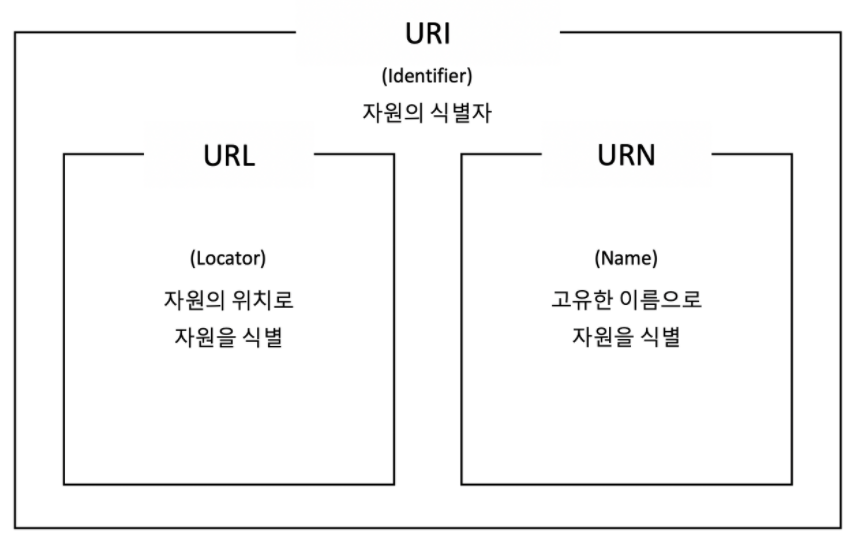 URI
(Identifier)
자원의 식별자
URL
(Locator)
자원의 위치로
자원을 식별
URN
(Name)
고유한 이름으로
자원을 식별